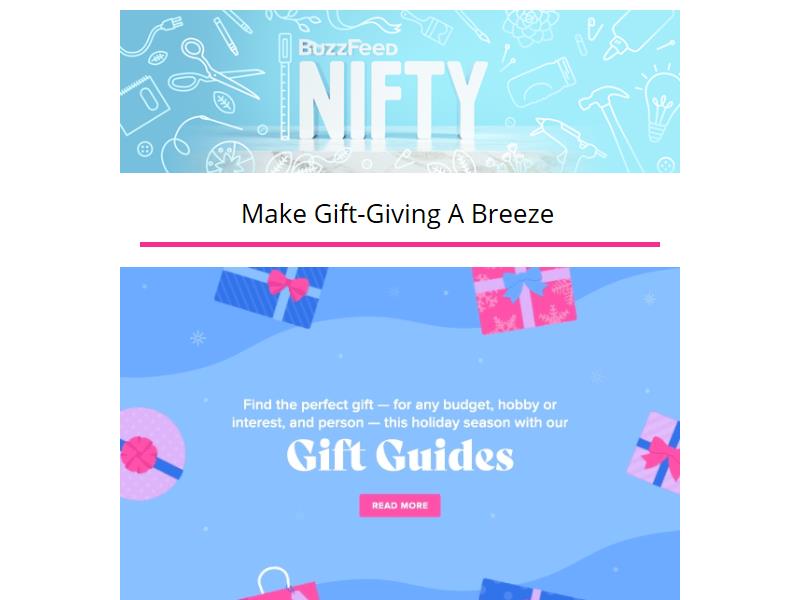 BuzzFeed
NIFTY
Make Gift-Giving A Breeze
Find the perfect gift — for any budget, hobby or
interest, and person — this holiday season with our
Gift Guides
READ MORE